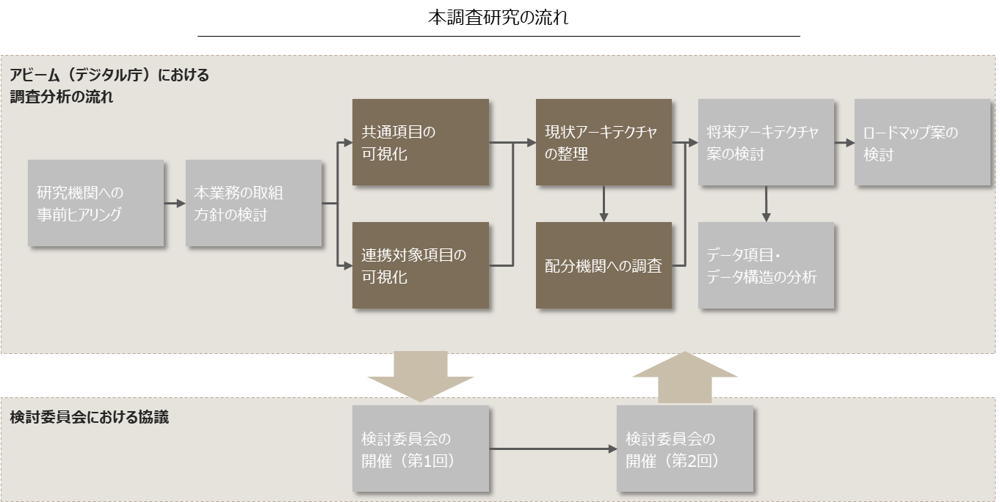 本調査研究の流れ
アビーム（デジタル庁）における
調査分析の流れ
研究機関への
事前ヒアリング
本業務の取組
方針の検討
共通項目の
可視化
連携対象項目の
可視化
現状アーキテクチャ
の整理
配分機関への調査
将来アーキテクチャ
案の検討
データ項目・
データ構造の分析
ロードマップ案の
検討
検討委員会における協議
検討委員会の
開催（第1回）
検討委員会の
開催（第2回）